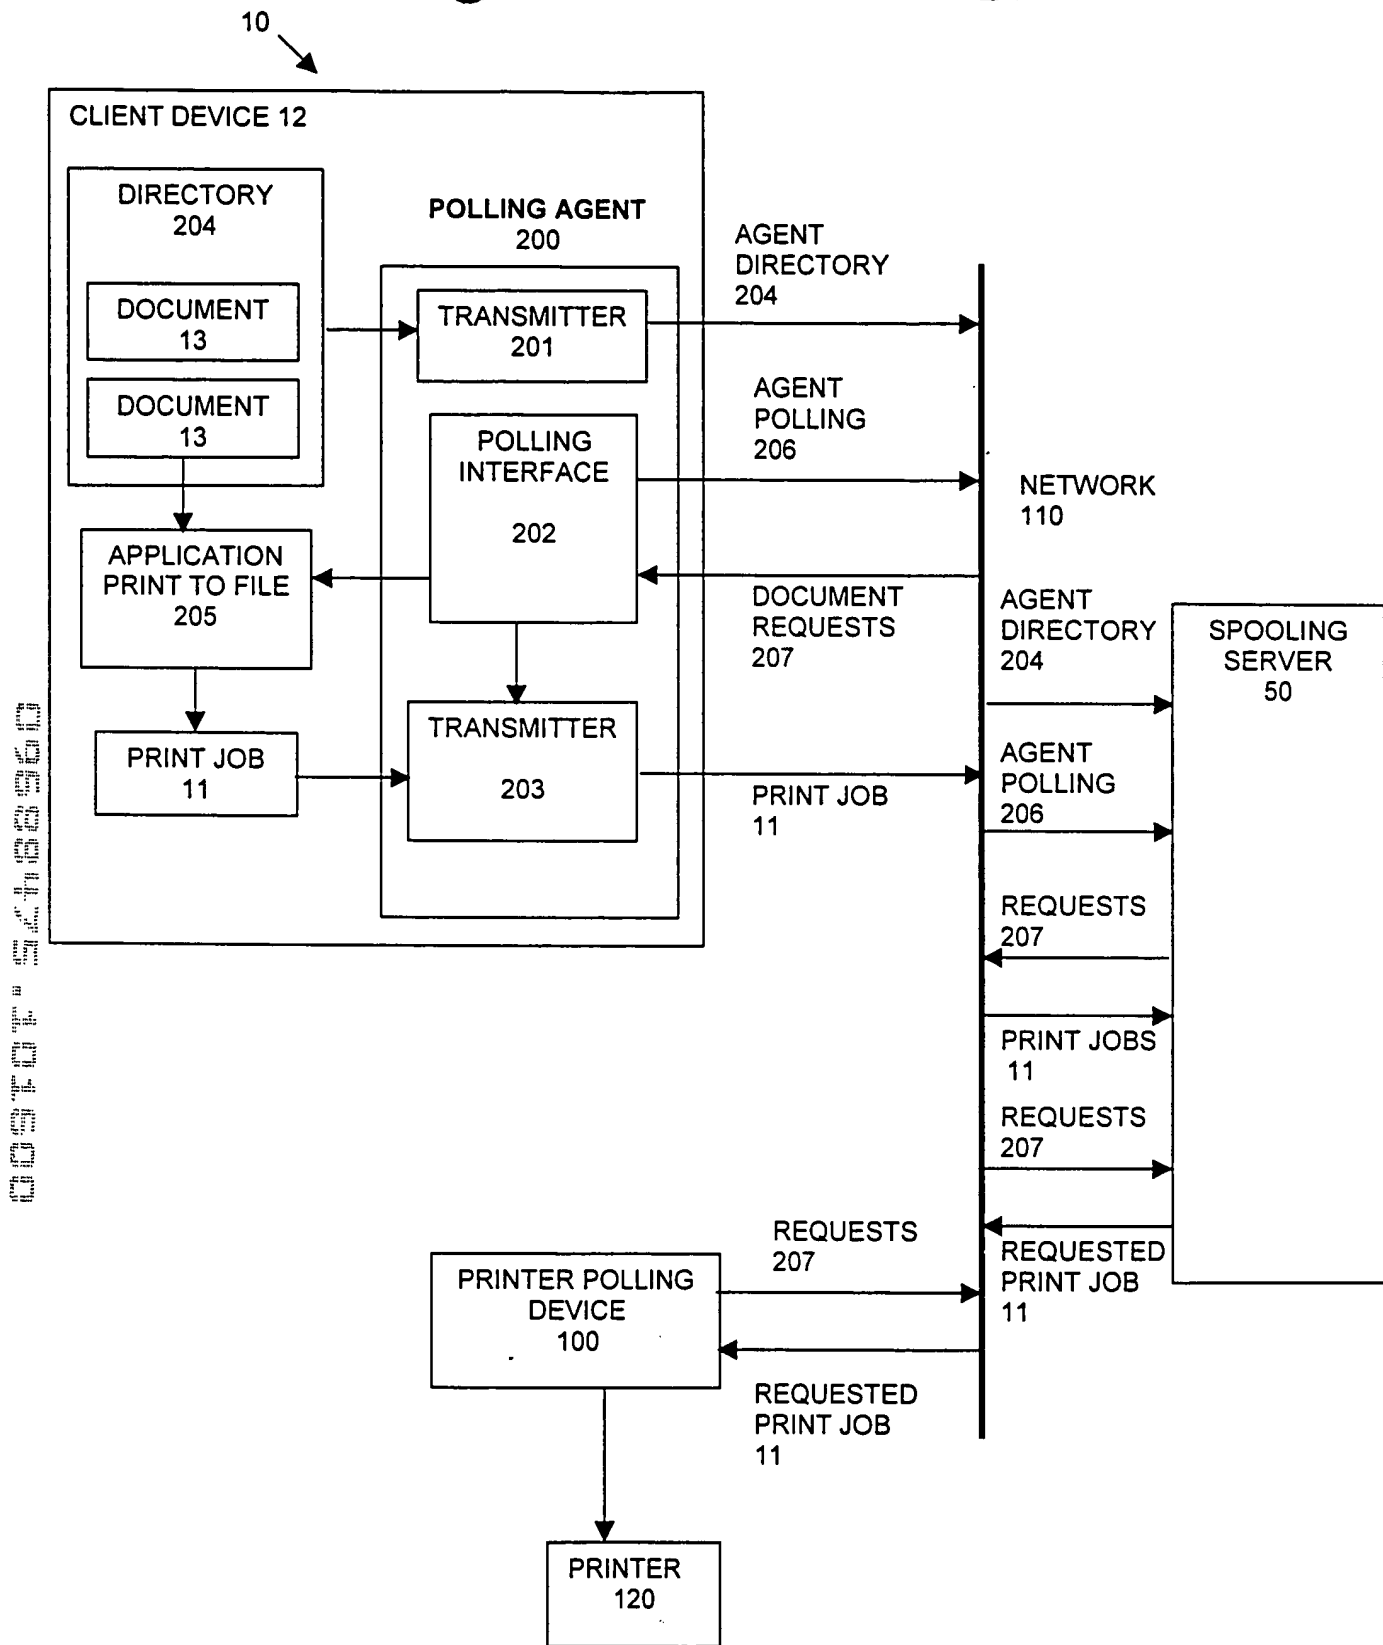 10
CLIENT DEVICE 12
DIRECTORY
204
DOCUMENT
13
DOCUMENT
13
APPLICATION
PRINT TO FILE
205
PRINT JOB
11
POLLING AGENT
200
TRANSMITTER
201
POLLING
INTERFACE
202
TRANSMITTER
203
AGENT
DIRECTORY
204
AGENT
POLLING
206
DOCUMENT
REQUESTS
207
PRINT JOB
11
NETWORK
110
AGENT
DIRECTORY
204
AGENT
POLLING
206
REQUESTS
207
PRINT JOBS
11
REQUESTS
207
REQUESTED
PRINT JOB
11
SPOOLING
SERVER
50
REQUESTS
207
PRINTER POLLING
DEVICE
100
REQUESTED
PRINT JOB
11
PRINTER
120
09688475.101500